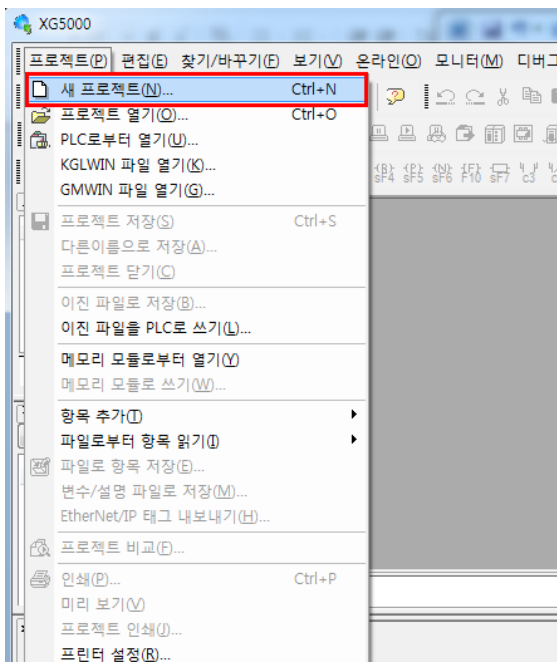 XG5000
프로젝트(P) 편집(E) 찾기/바꾸기(F) 보기(V) 온라인(O) 모니터(M) 디버그
새 프로젝트(N)... Ctrl+N
프로젝트 열기(O)... Ctrl+O
PLC로부터 열기(U)...
KGLWIN 파일 열기(K)...
GMWIN 파일 열기(G)...
{R} {P} {N} {F}
sF4 sF5 sF6 F10 sF7 c3
프로젝트 저장(S) Ctrl+S
다른이름으로 저장(A)...
프로젝트 닫기(C)
이진 파일로 저장(B)...
이진 파일을 PLC로 쓰기(L)...
메모리 모듈로부터 열기(Y)
메모리 모듈로 쓰기(W)...
항목 추가(T)
파일로부터 항목 읽기(I)
파일로 항목 저장(E)...
변수/설명 파일로 저장(M)...
EtherNet/IP 태그 내보내기(H)...
프로젝트 비교(F)...
인쇄(P)... Ctrl+P
미리 보기(V)
프로젝트 인쇄(J)...
프린터 설정(R)...